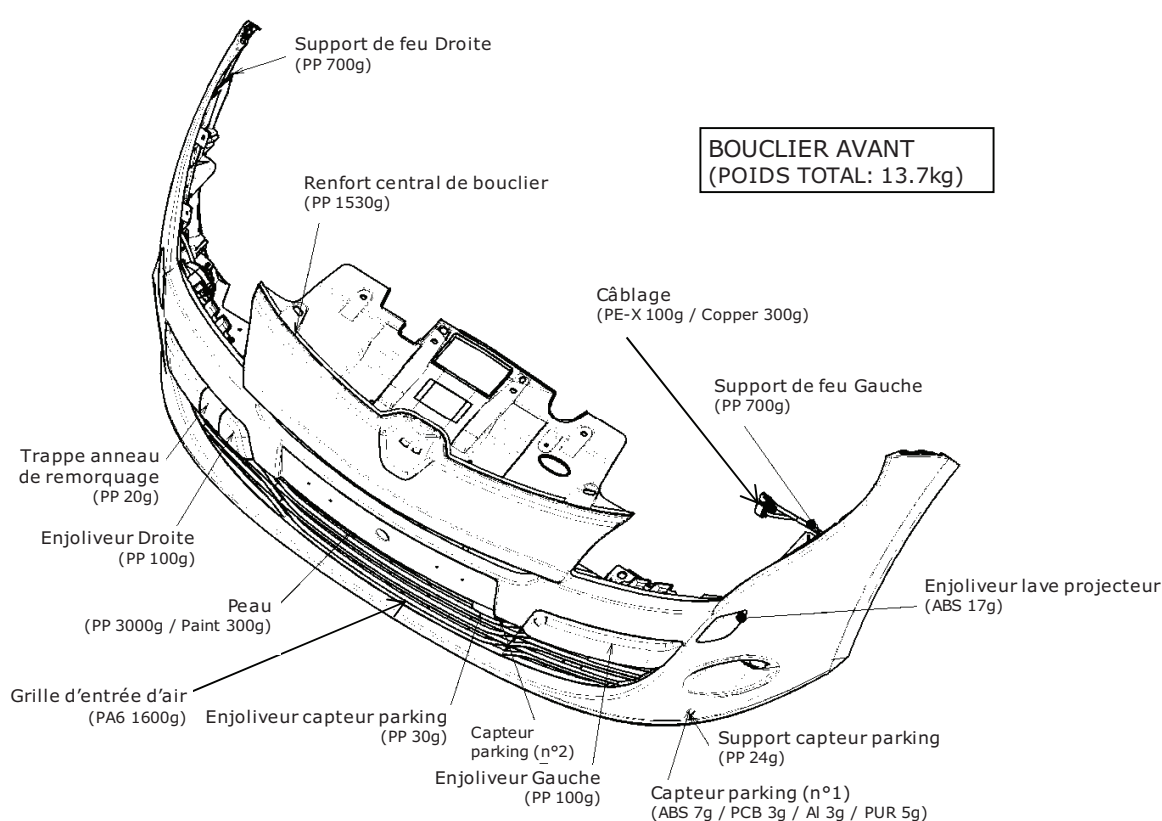 Support de feu Droite
(PP 700g)
BOUCLIER AVANT
(POIDS TOTAL: 13.7kg)
Renfort central de bouclier
(PP 1530g)
Câblage
(PE-X 100g / Copper 300g)
Support de feu Gauche
(PP 700g)
Trappe anneau
de remorquage
(PP 20g)
Enjoliveur Droite
(PP 100g)
Enjoliveur lave projecteur
(ABS 17g)
Peau
(PP 3000g / Paint 300g)
Grille d'entrée d'air
(PA6 1600g)
Enjoliveur capteur parking
(PP 30g)
Capteur
parking (n°2)
Support capteur parking
(PP 24g)
Enjoliveur Gauche
(PP 100g)
Capteur parking (n°1)
(ABS 7g / PCB 3g / Al 3g / PUR 5g)